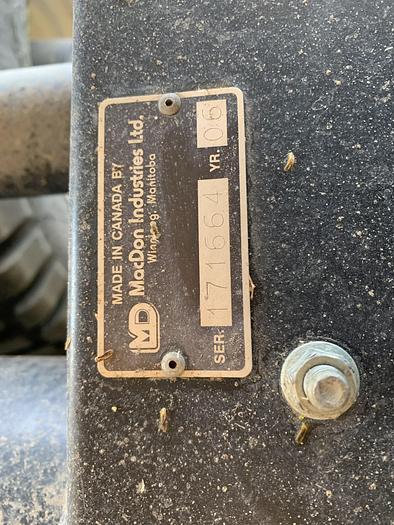 MADE IN CANADA BY
MD MacDon Industries Ltd.
Winnipeg, Manitoba
SER. 171664 YR. 06